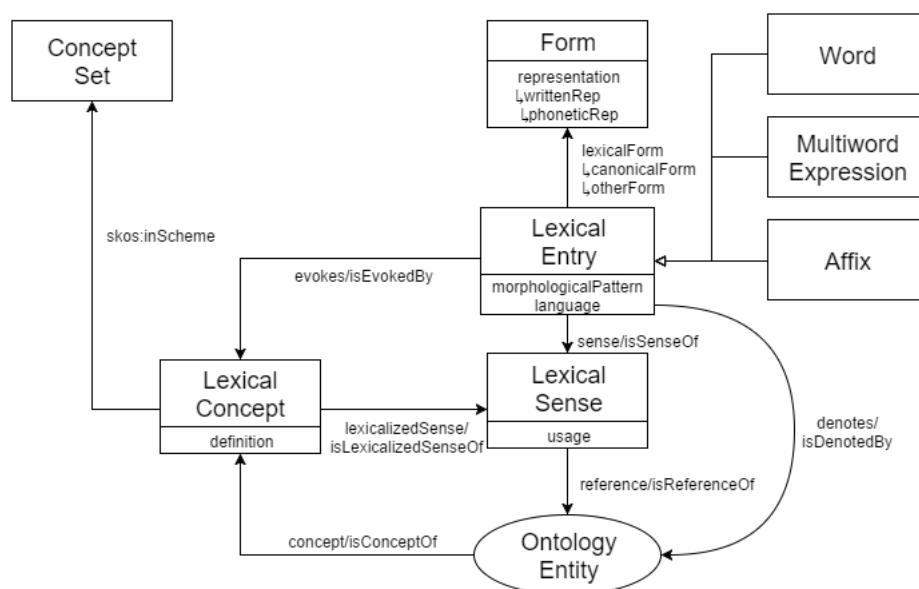 Concept
Set
Form
representation
↳writtenRep
↳phoneticRep
Word
Multiword
Expression
Affix
lexicalForm
↳canonicalForm
↳otherForm
skos:inScheme
Lexical
Entry
morphologicalPattern
language
evokes/isEvokedBy
sense/isSenseOf
Lexical
Concept
definition
lexicalizedSense/
isLexicalizedSenseOf
Lexical
Sense
usage
denotes/
isDenotedBy
reference/isReferenceOf
concept/isConceptOf
Ontology
Entity